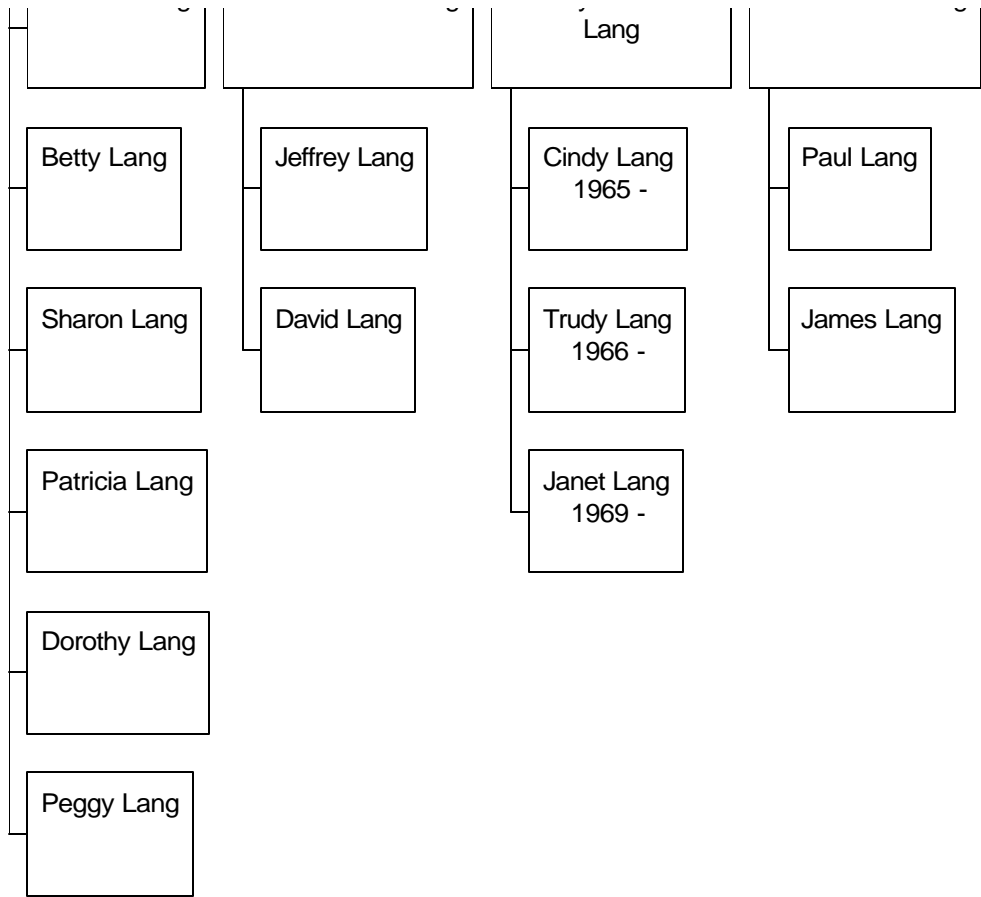 Lang
Betty Lang
Jeffrey Lang
Cindy Lang
1965 -
Paul Lang
Sharon Lang
David Lang
Trudy Lang
1966 -
James Lang
Patricia Lang
Janet Lang
1969 -
Dorothy Lang
Peggy Lang